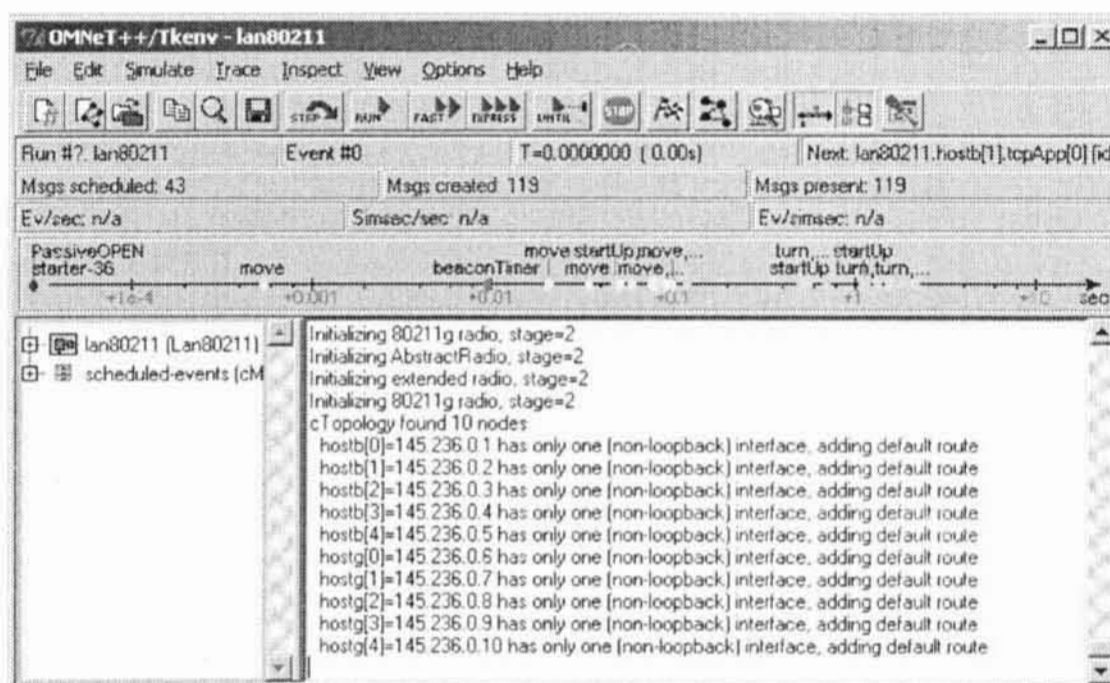 OMNeT++/Tkenv - lan80211
File Edit Simulate Trace Inspect View Options Help
STEP RUN FAST EXPRESS UNTIL STOP
Run #?: lan80211 Event #0 T=0.0000000 ( 0.00s) Next: lan80211.hostb[1].tcpApp[0] [id
Msgs scheduled: 43 Msgs created: 119 Msgs present: 119
Ev/sec: n/a Simsec/sec: n/a Ev/simsec: n/a
PassiveOPEN move startUp move,... turn,... startUp
starter-36 move beaconTimer move move,... startUp turn,turn,...
+1e-4 +0.001 +0.01 +0.1 +1 +10 sec
lan80211 (Lan80211)
scheduled-events (cM
Initializing 80211g radio, stage=2
Initializing AbstractRadio, stage=2
Initializing extended radio, stage=2
Initializing 80211g radio, stage=2
cTopology found 10 nodes
hostb[0]=145.236.0.1 has only one (non-loopback) interface, adding default route
hostb[1]=145.236.0.2 has only one (non-loopback) interface, adding default route
hostb[2]=145.236.0.3 has only one (non-loopback) interface, adding default route
hostb[3]=145.236.0.4 has only one (non-loopback) interface, adding default route
hostb[4]=145.236.0.5 has only one (non-loopback) interface, adding default route
hostg[0]=145.236.0.6 has only one (non-loopback) interface, adding default route
hostg[1]=145.236.0.7 has only one (non-loopback) interface, adding default route
hostg[2]=145.236.0.8 has only one (non-loopback) interface, adding default route
hostg[3]=145.236.0.9 has only one (non-loopback) interface, adding default route
hostg[4]=145.236.0.10 has only one (non-loopback) interface, adding default route